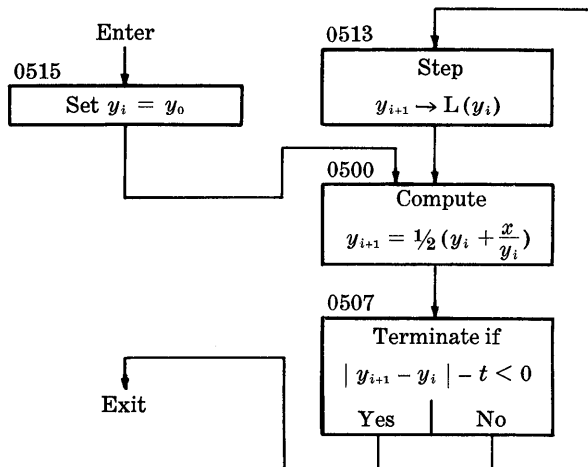 Enter
0515
Set y_i = y_0
0513
Step
y_{i+1} → L(y_i)
0500
Compute
y_{i+1} = ½ (y_i + x/y_i)
0507
Terminate if
| y_{i+1} − y_i | − t < 0
Yes No
Exit